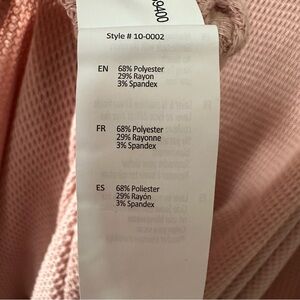 9400
Style # 10-0002
EN 68% Polyester
29% Rayon
3% Spandex
FR 68% Polyester
29% Rayonne
3% Spandex
ES 68% Poliester
29% Rayón
3% Spandex